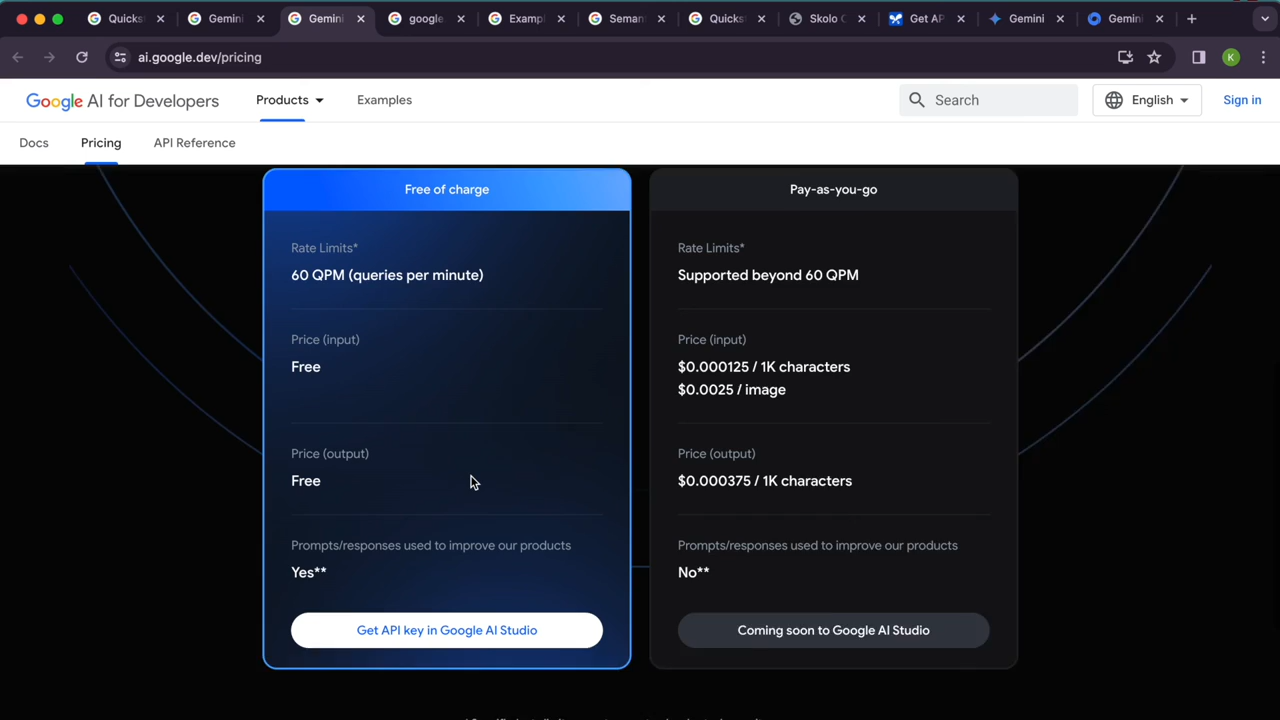 Quicks
Gemini
Gemini
google
Exampl
Seman
Quicks
Skolo
Get AP
Gemini
Gemini
ai.google.dev/pricing
K
Google AI for Developers
Products
Examples
Search
English
Sign in
Docs
Pricing
API Reference
Free of charge
Rate Limits*
60 QPM (queries per minute)
Price (input)
Free
Price (output)
Free
Prompts/responses used to improve our products
Yes**
Get API key in Google AI Studio
Pay-as-you-go
Rate Limits*
Supported beyond 60 QPM
Price (input)
$0.000125 / 1K characters
$0.0025 / image
Price (output)
$0.000375 / 1K characters
Prompts/responses used to improve our products
No**
Coming soon to Google AI Studio